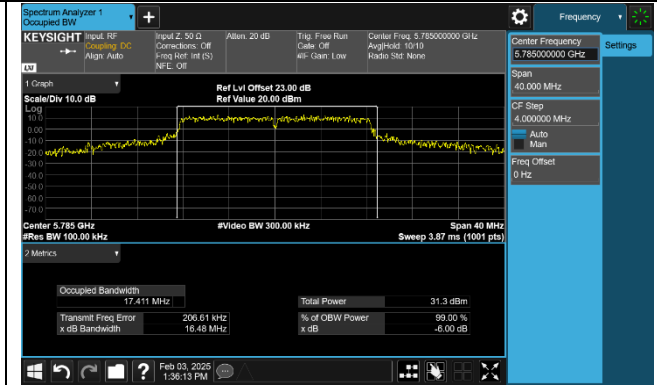 Spectrum Analyzer 1
Occupied BW
+
Frequency
KEYSIGHT
Input: RF
Coupling: DC
Align: Auto
Input Z: 50 Ω
Corrections: Off
Freq Ref: Int (S)
NFE: Off
Atten: 20 dB
Trig: Free Run
Gate: Off
#IF Gain: Low
Center Freq: 5.785000000 GHz
Avg|Hold: 10/10
Radio Std: None
LXI
Center Frequency
5.785000000 GHz
Settings
Span
40.000 MHz
CF Step
4.000000 MHz
Auto
Man
Freq Offset
0 Hz
1 Graph
Scale/Div 10.0 dB
Ref Lvl Offset 23.00 dB
Ref Value 20.00 dBm
Log
10.0
0.00
-10.0
-20.0
-30.0
-40.0
-50.0
-60.0
-70.0
Center 5.785 GHz
#Video BW 300.00 kHz
Span 40 MHz
#Res BW 100.00 kHz
Sweep 3.87 ms (1001 pts)
2 Metrics
Occupied Bandwidth
17.411 MHz
Total Power
31.3 dBm
Transmit Freq Error
206.61 kHz
% of OBW Power
99.00 %
x dB Bandwidth
16.48 MHz
x dB
-6.00 dB
?
Feb 03, 2025
1:36:13 PM